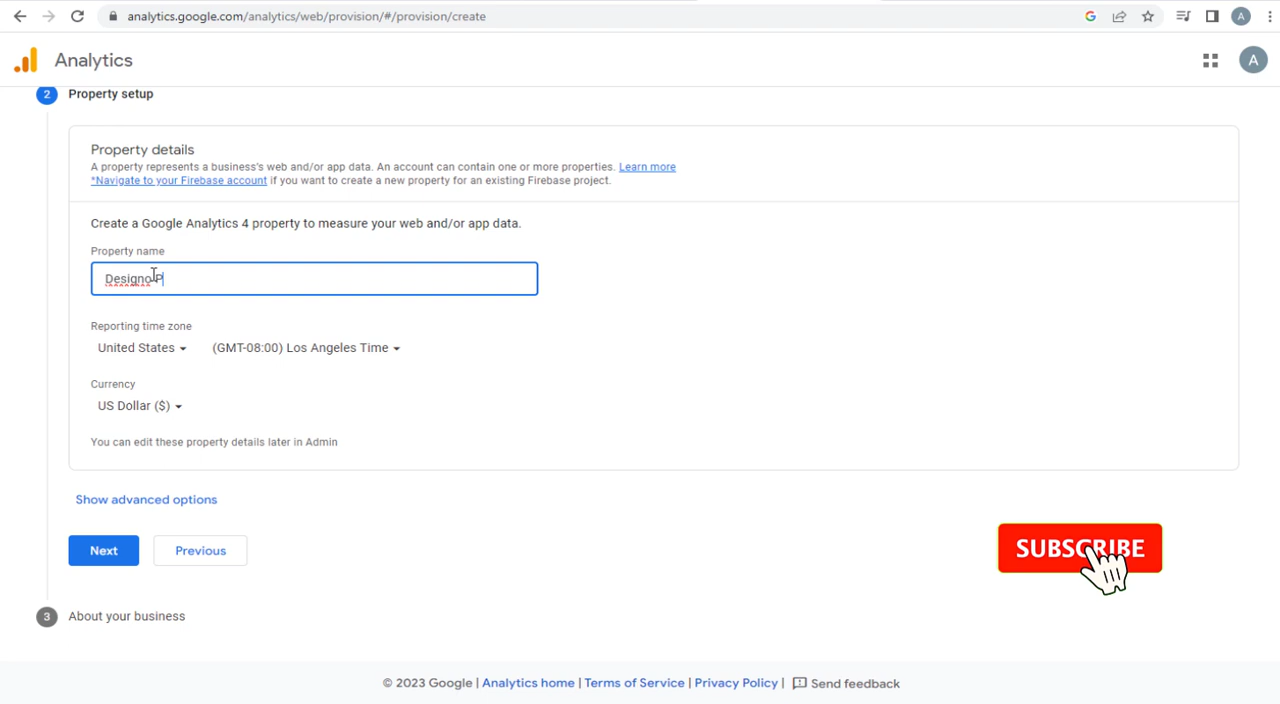 analytics.google.com/analytics/web/provision/#/provision/create
A
Analytics
A
2 Property setup
Property details
A property represents a business's web and/or app data. An account can contain one or more properties. Learn more
*Navigate to your Firebase account if you want to create a new property for an existing Firebase project.
Create a Google Analytics 4 property to measure your web and/or app data.
Property name
Designo P
Reporting time zone
United States (GMT-08:00) Los Angeles Time
Currency
US Dollar ($)
You can edit these property details later in Admin
Show advanced options
Next Previous
SUBSCRIBE
3 About your business
© 2023 Google | Analytics home | Terms of Service | Privacy Policy | Send feedback